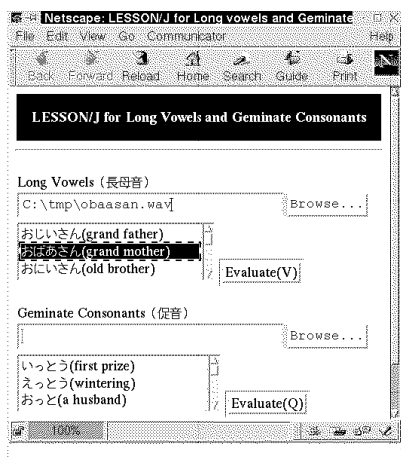 Netscape: LESSON/J for Long vowels and Geminate
File Edit View Go Communicator Help
Back Forward Reload Home Search Guide Print N
LESSON/J for Long Vowels and Geminate Consonants
Long Vowels (長母音)
C:\tmp\obaasan.wav Browse...
おじいさん(grand father)
おばあさん(grand mother)
おにいさん(old brother)
Evaluate(V)
Geminate Consonants (促音)
Browse...
いっとう(first prize)
えっとう(wintering)
おっと(a husband)
Evaluate(Q)
100%